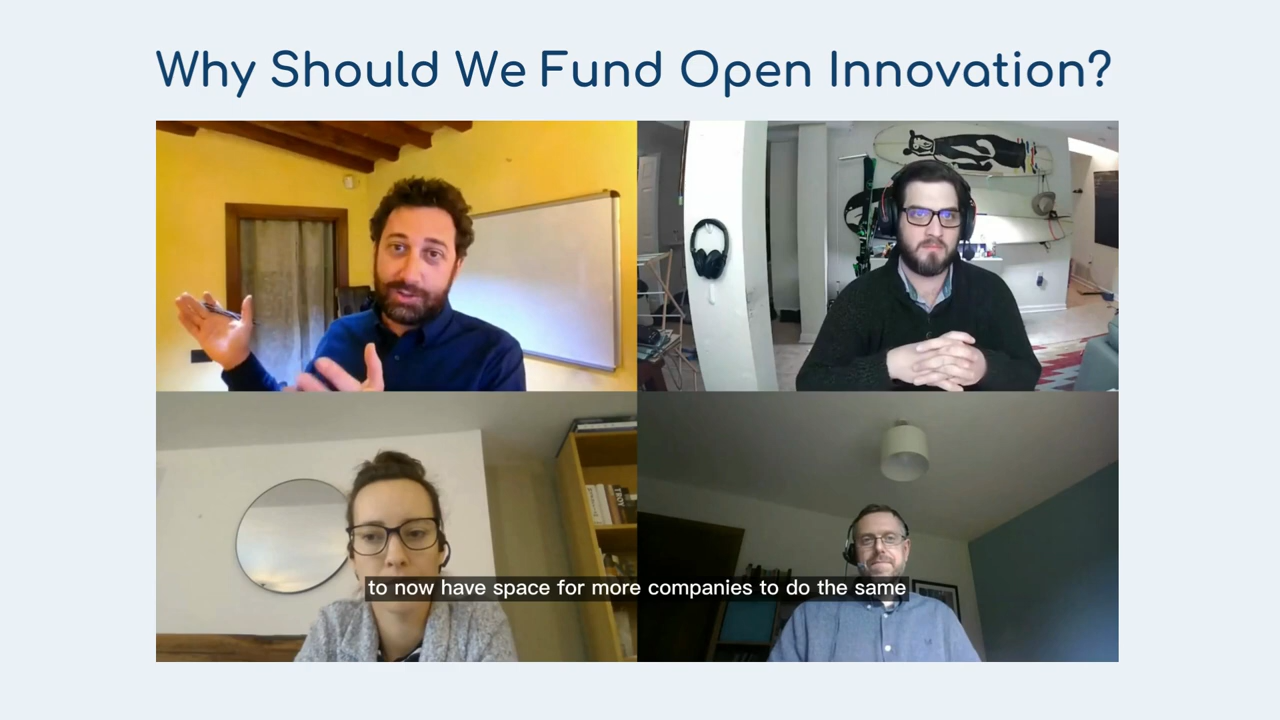 Why Should We Fund Open Innovation?
to now have space for more companies to do the same